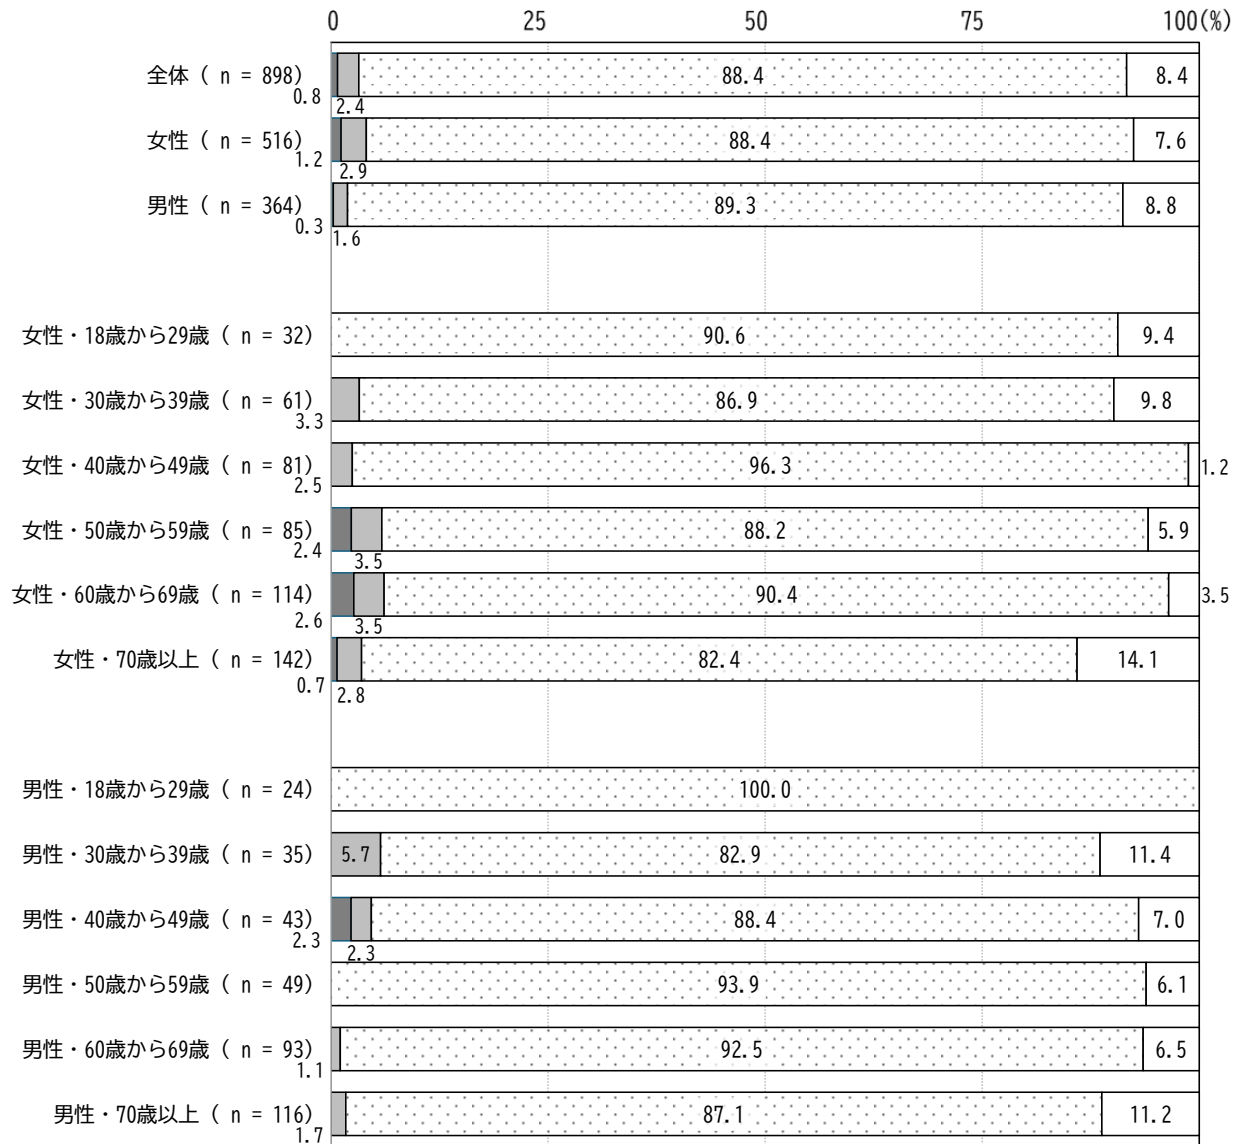 0 25 50 75 100(%)
全体 ( n = 898) 88.4 8.4
0.8 2.4
女性 ( n = 516) 88.4 7.6
1.2 2.9
男性 ( n = 364) 89.3 8.8
0.3 1.6
女性・18歳から29歳 ( n = 32) 90.6 9.4
女性・30歳から39歳 ( n = 61) 86.9 9.8
3.3
女性・40歳から49歳 ( n = 81) 96.3 1.2
2.5
女性・50歳から59歳 ( n = 85) 88.2 5.9
2.4 3.5
女性・60歳から69歳 ( n = 114) 90.4 3.5
2.6 3.5
女性・70歳以上 ( n = 142) 82.4 14.1
0.7 2.8
男性・18歳から29歳 ( n = 24) 100.0
男性・30歳から39歳 ( n = 35) 5.7 82.9 11.4
男性・40歳から49歳 ( n = 43) 88.4 7.0
2.3 2.3
男性・50歳から59歳 ( n = 49) 93.9 6.1
男性・60歳から69歳 ( n = 93) 92.5 6.5
1.1
男性・70歳以上 ( n = 116) 87.1 11.2
1.7